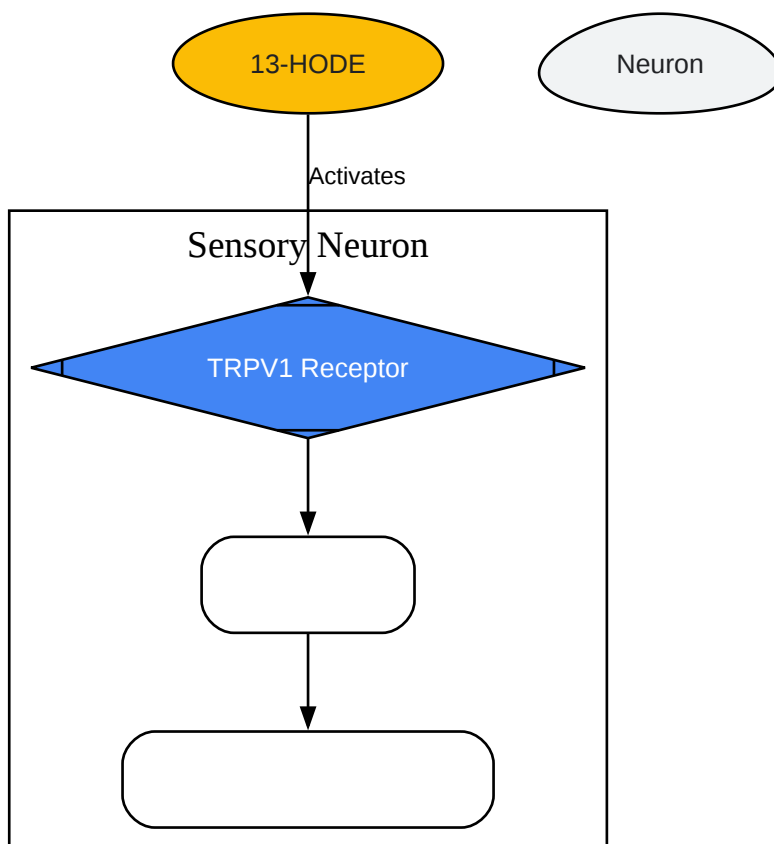 13-HODE
Neuron
Activates
Sensory Neuron
TRPV1 Receptor